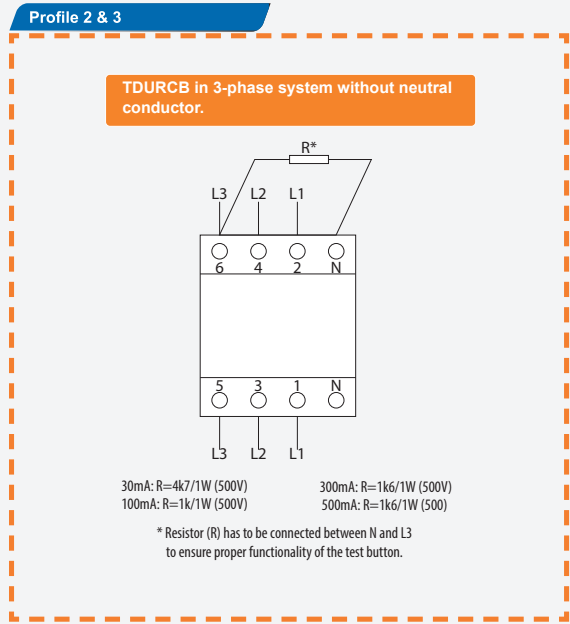 Profile 2 & 3
TDURCB in 3-phase system without neutral
conductor.
R*
L3 L2 L1
6 4 2 N
5 3 1 N
L3 L2 L1
30mA: R=4k7/1W (500V) 300mA: R=1k6/1W (500V)
100mA: R=1k/1W (500V) 500mA: R=1k6/1W (500)
* Resistor (R) has to be connected between N and L3
to ensure proper functionality of the test button.